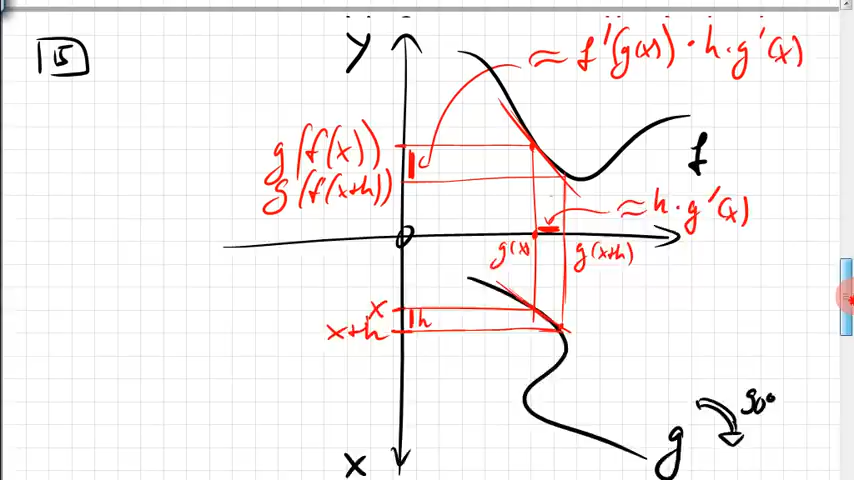 15
y
≈ f'(g(x)) · h · g'(x)
g(f(x))
g(f(x+h))
f
≈ h · g'(x)
0
g(x)
g(x+h)
x
h
x+h
90°
g
x